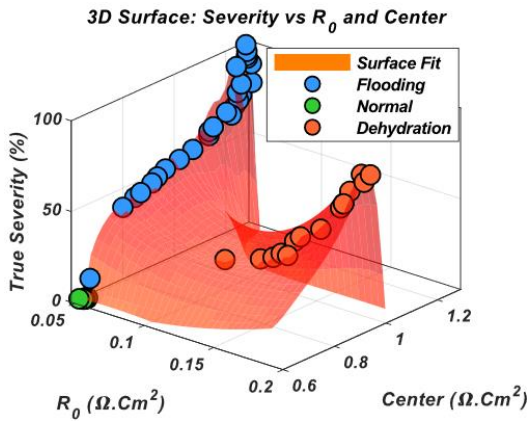 3D Surface: Severity vs R₀ and Center
Surface Fit
Flooding
Normal
Dehydration
True Severity (%)
100
50
0
0.05
0.1
0.15
0.2
R₀ (Ω.Cm²)
0.6
0.8
1
1.2
Center (Ω.Cm²)